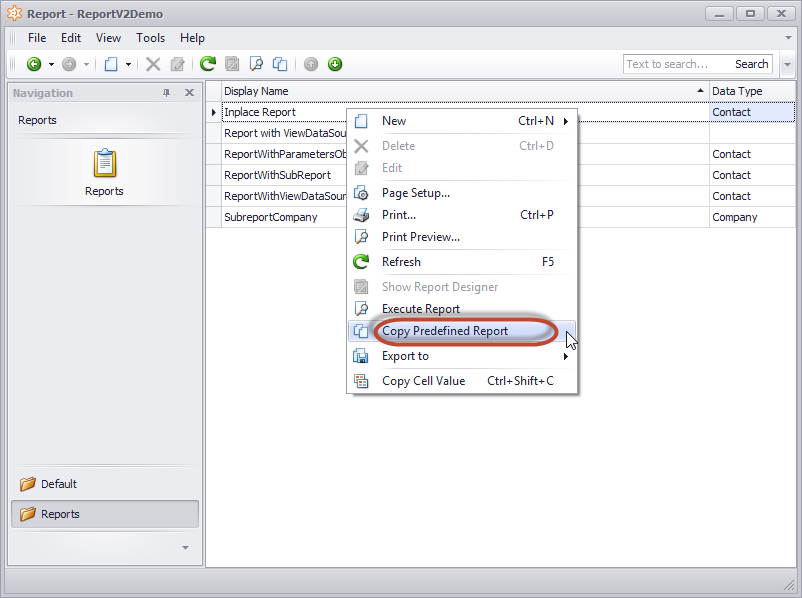 Report - ReportV2Demo
File Edit View Tools Help
Text to search... Search
Navigation
Reports
Reports
Default
Reports
Display Name Data Type
Inplace Report Contact
Report with ViewDataSou
ReportWithParametersOb Contact
ReportWithSubReport Contact
ReportWithViewDataSour Contact
SubreportCompany Company
New Ctrl+N
Delete Ctrl+D
Edit
Page Setup...
Print... Ctrl+P
Print Preview...
Refresh F5
Show Report Designer
Execute Report
Copy Predefined Report
Export to
Copy Cell Value Ctrl+Shift+C